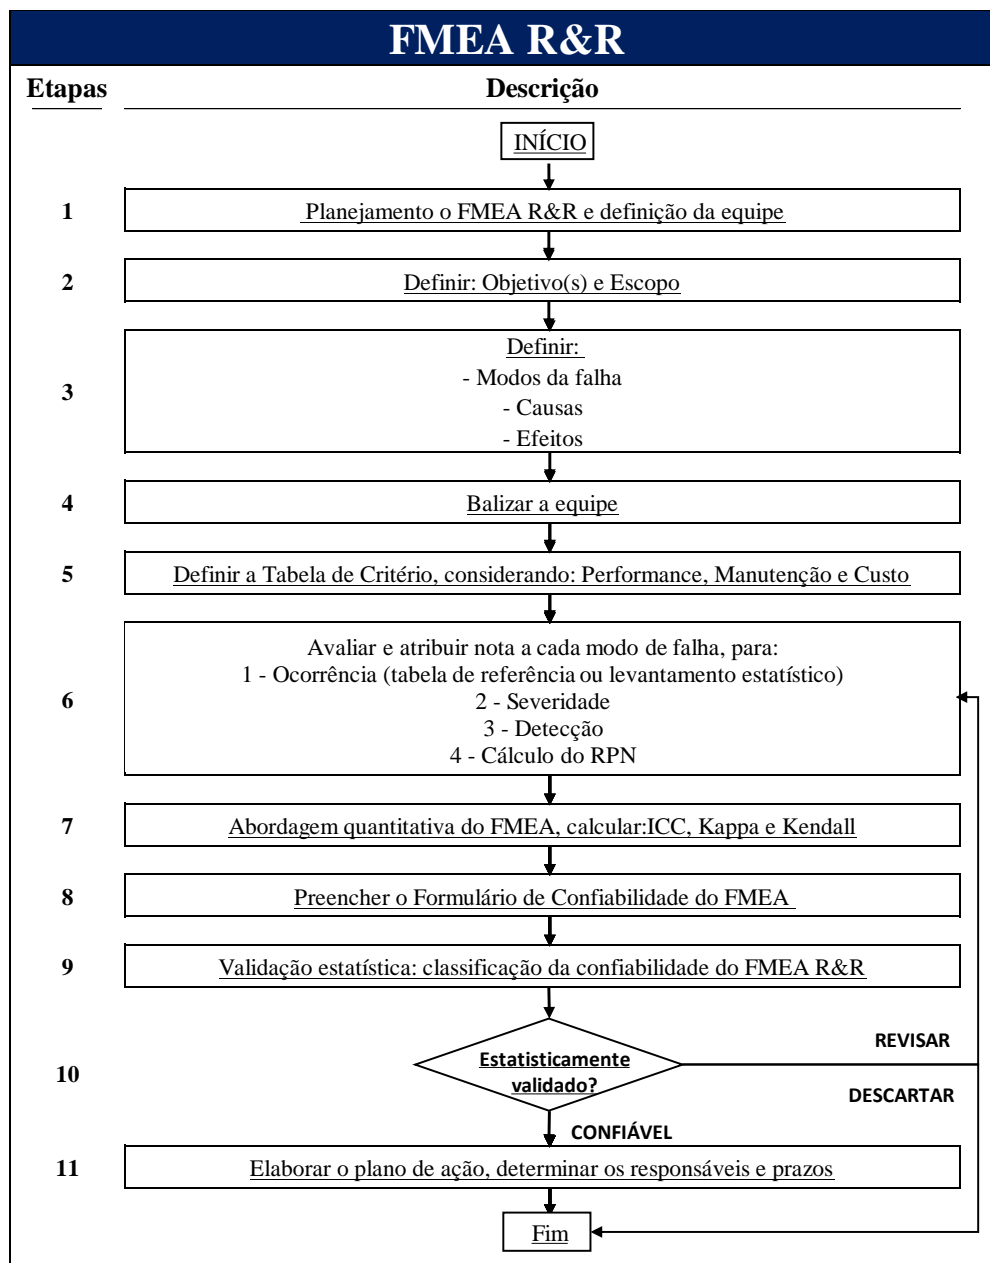 FMEA R&R
Etapas Descrição
INÍCIO
1 Planejamento o FMEA R&R e definição da equipe
2 Definir: Objetivo(s) e Escopo
Definir:
- Modos da falha
3
- Causas
- Efeitos
4 Balizar a equipe
5 Definir a Tabela de Critério, considerando: Performance, Manutenção e Custo
Avaliar e atribuir nota a cada modo de falha, para:
1 - Ocorrência (tabela de referência ou levantamento estatístico)
6 2 - Severidade
3 - Detecção
4 - Cálculo do RPN
7 Abordagem quantitativa do FMEA, calcular:ICC, Kappa e Kendall
8 Preencher o Formulário de Confiabilidade do FMEA
9 Validação estatística: classificação da confiabilidade do FMEA R&R
REVISAR
Estatisticamente
10 validado?
DESCARTAR
CONFIÁVEL
11 Elaborar o plano de ação, determinar os responsáveis e prazos
Fim